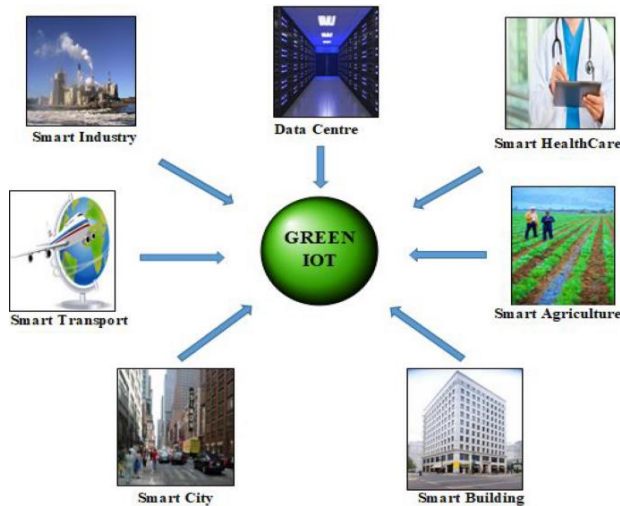 Smart Industry
Data Centre
Smart HealthCare
GREEN
IOT
Smart Transport
Smart Agriculture
Smart City
Smart Building